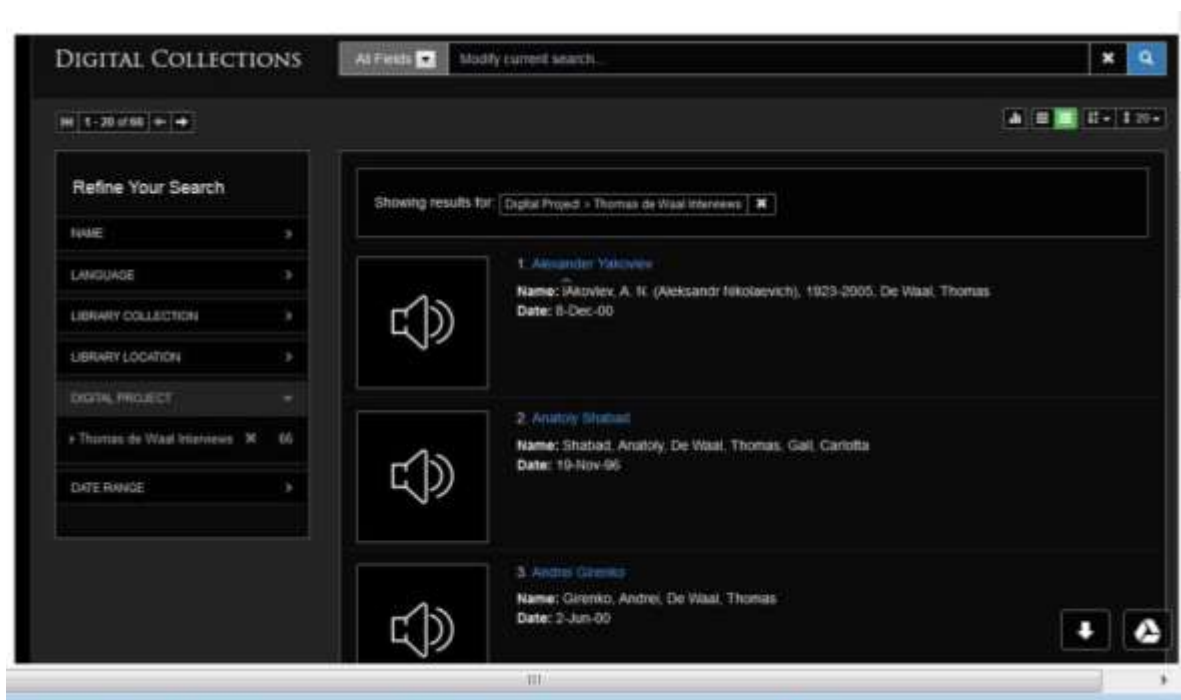 DIGITAL COLLECTIONS
All Fields
Modify current search...
1 - 20 of 66
20
Refine Your Search
NAME
LANGUAGE
LIBRARY COLLECTION
LIBRARY LOCATION
DIGITAL PROJECT
Thomas de Waal Interviews 66
DATE RANGE
Showing results for: Digital Project > Thomas de Waal Interviews
1. Alexander Yakovlev
Name: I͡Akovlev, A. N. (Aleksandr Nikolaevich), 1923-2005, De Waal, Thomas
Date: 8-Dec-00
2. Anatoly Shabad
Name: Shabad, Anatoly, De Waal, Thomas, Gall, Carlotta
Date: 19-Nov-96
3. Andrei Girenko
Name: Girenko, Andrei, De Waal, Thomas
Date: 2-Jun-00